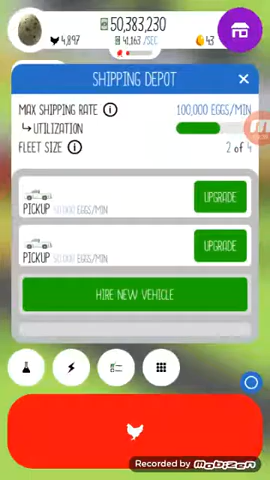 50,383,230
4,897
41,163 /SEC
43
SHIPPING DEPOT
X
MAX SHIPPING RATE 100,000 EGGS/MIN
↳ UTILIZATION
FLEET SIZE 2 of 4
PICKUP 50,000 EGGS/MIN
UPGRADE
PICKUP 50,000 EGGS/MIN
UPGRADE
HIRE NEW VEHICLE
Recorded by Mobizen